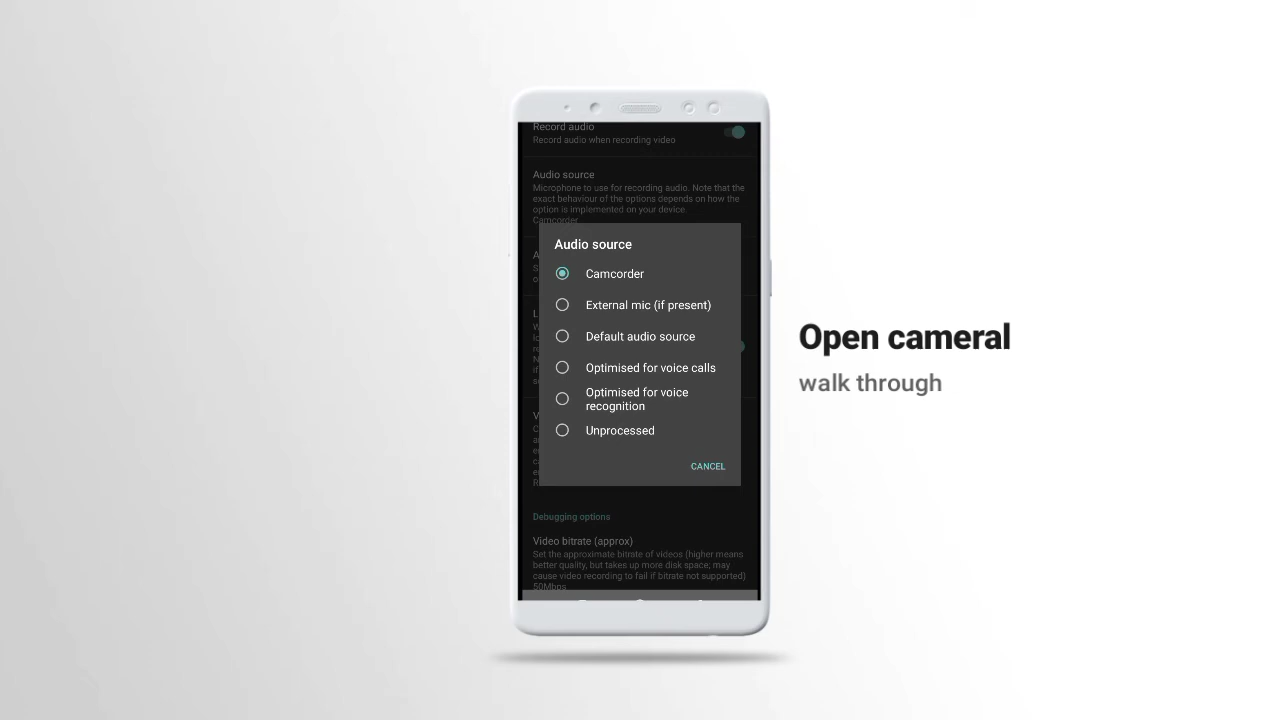 Record audio
Record audio when recording video
Audio source
Microphone to use for recording audio. Note that the
exact behaviour of the options depends on how the
option is implemented on your device.
Camcorder
Audio source
Camcorder
External mic (if present)
Default audio source
Optimised for voice calls
Optimised for voice
recognition
Unprocessed
CANCEL
Debugging options
Video bitrate (approx)
Set the approximate bitrate of videos (higher means
better quality, but takes up more disk space; may
cause video recording to fail if bitrate not supported)
50Mbps
Open cameral
walk through